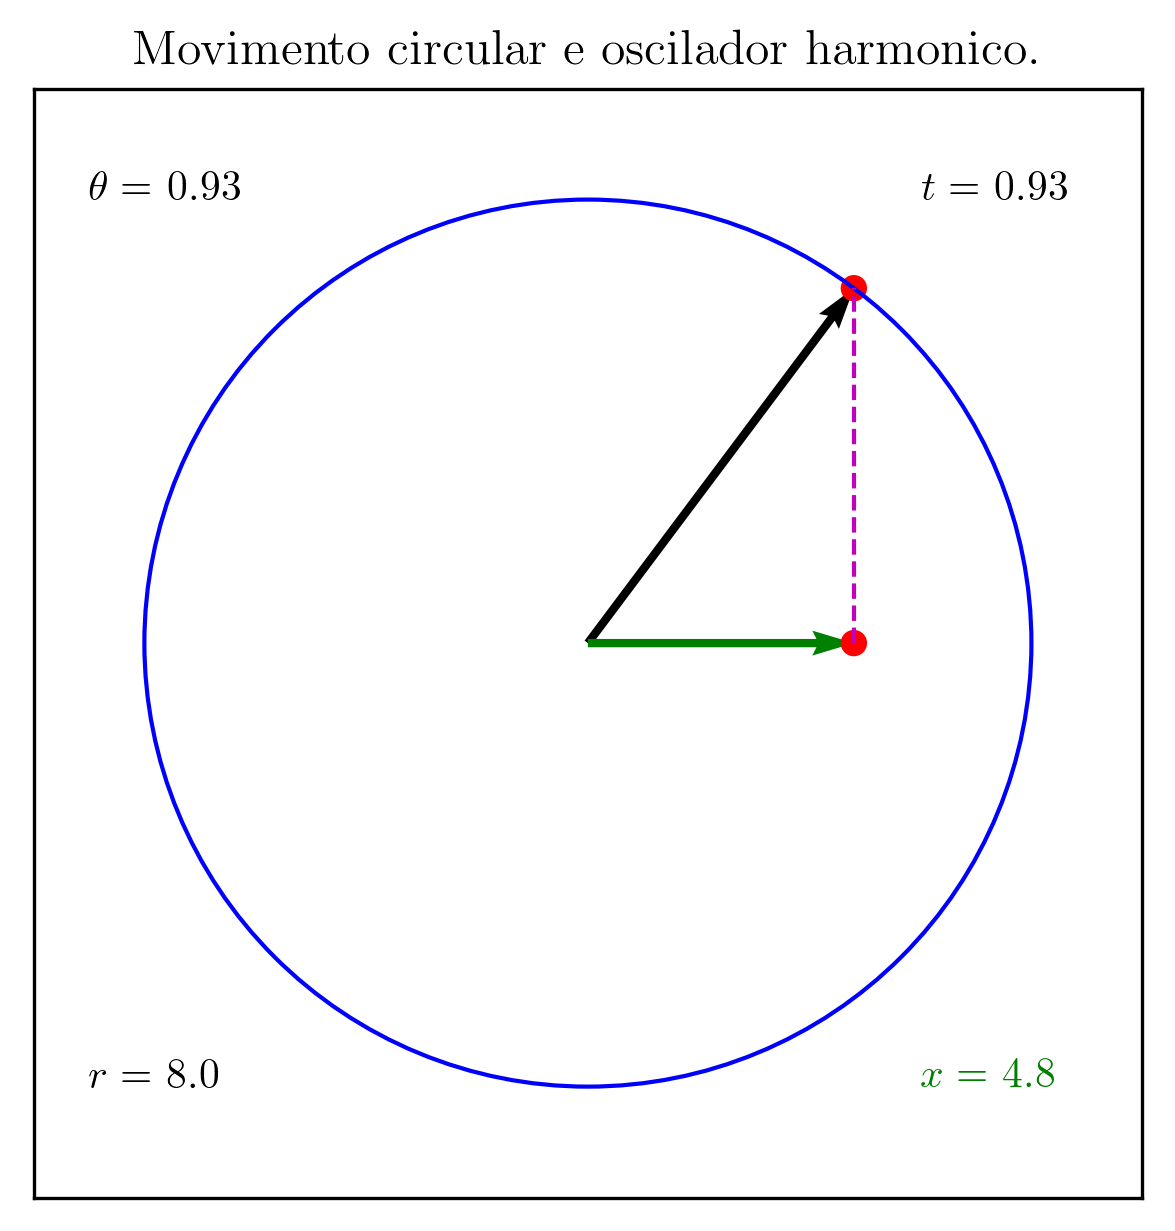 Movimento circular e oscilador harmonico.
θ = 0.93
t = 0.93
r = 8.0
x = 4.8